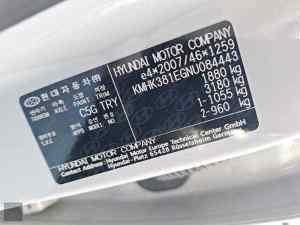 HYUNDAI MOTOR COMPANY
e4*2007/46*1259
KMHK381EGNU084443
1880 kg
3180 kg
1-1055 kg
2-960 kg
현대자동차(주)
TRIM
C5G TRY
HYUNDAI MOTOR COMPANY
Contact Address:
Hyundai Motor Europe Technical Center GmbH
Hyundai Platz
65428 Rüsselsheim Germany